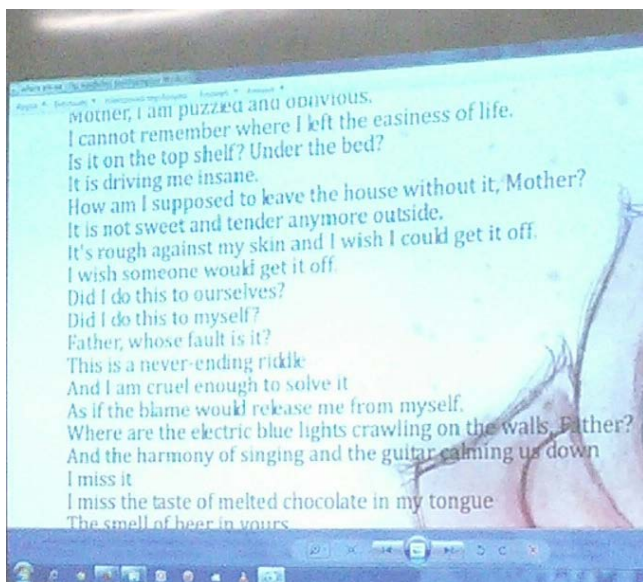 Mother, I am puzzled and oblivious.
I cannot remember where I left the easiness of life.
Is it on the top shelf? Under the bed?
It is driving me insane.
How am I supposed to leave the house without it, Mother?
It is not sweet and tender anymore outside.
It's rough against my skin and I wish I could get it off.
I wish someone would get it off.
Did I do this to ourselves?
Did I do this to myself?
Father, whose fault is it?
This is a never-ending riddle
And I am cruel enough to solve it
As if the blame would release me from myself.
Where are the electric blue lights crawling on the walls, Father?
And the harmony of singing and the guitar calming us down
I miss it
I miss the taste of melted chocolate in my tongue
The smell of beer in yours